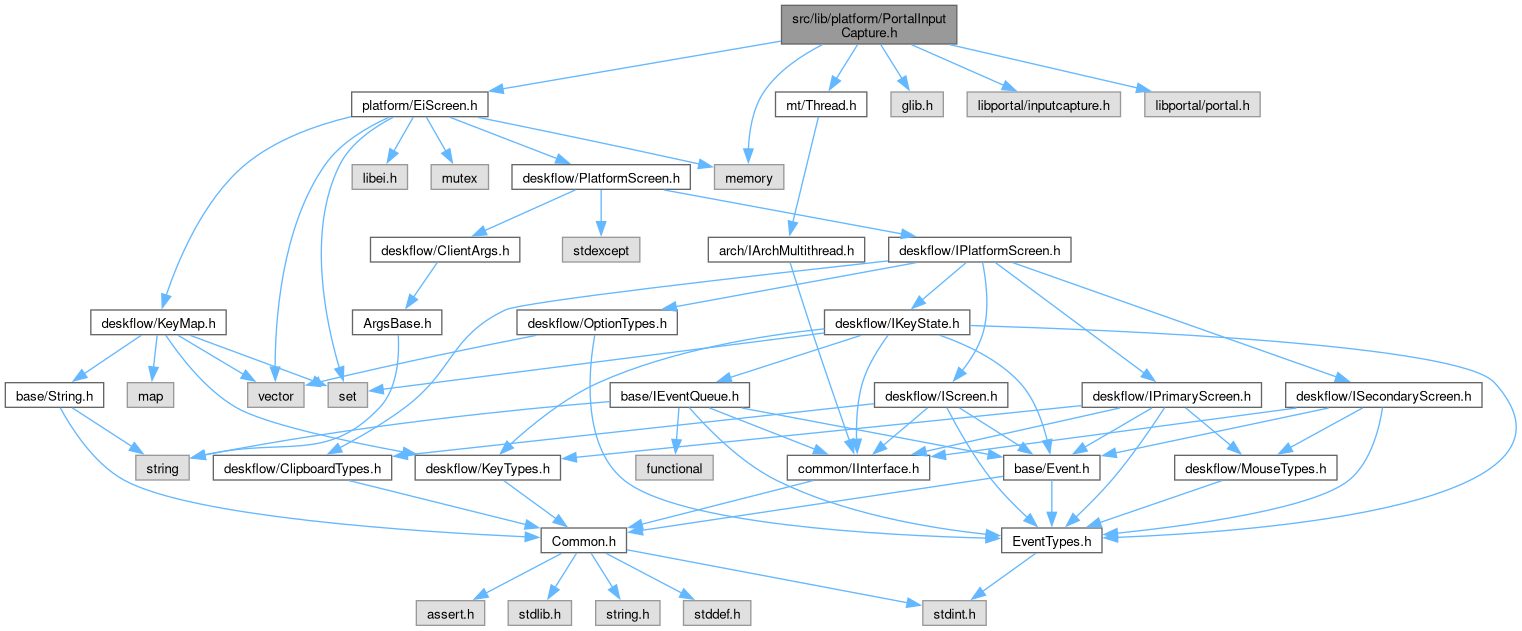 src/lib/platform/PortalInput
Capture.h
platform/EiScreen.h
mt/Thread.h
glib.h
libportal/inputcapture.h
libportal/portal.h
libei.h
mutex
deskflow/PlatformScreen.h
memory
deskflow/ClientArgs.h
stdexcept
arch/IArchMultithread.h
deskflow/IPlatformScreen.h
deskflow/KeyMap.h
ArgsBase.h
deskflow/OptionTypes.h
deskflow/IKeyState.h
base/String.h
map
vector
set
base/IEventQueue.h
deskflow/IScreen.h
deskflow/IPrimaryScreen.h
deskflow/ISecondaryScreen.h
string
deskflow/ClipboardTypes.h
deskflow/KeyTypes.h
functional
common/IInterface.h
base/Event.h
deskflow/MouseTypes.h
Common.h
EventTypes.h
assert.h
stdlib.h
string.h
stddef.h
stdint.h